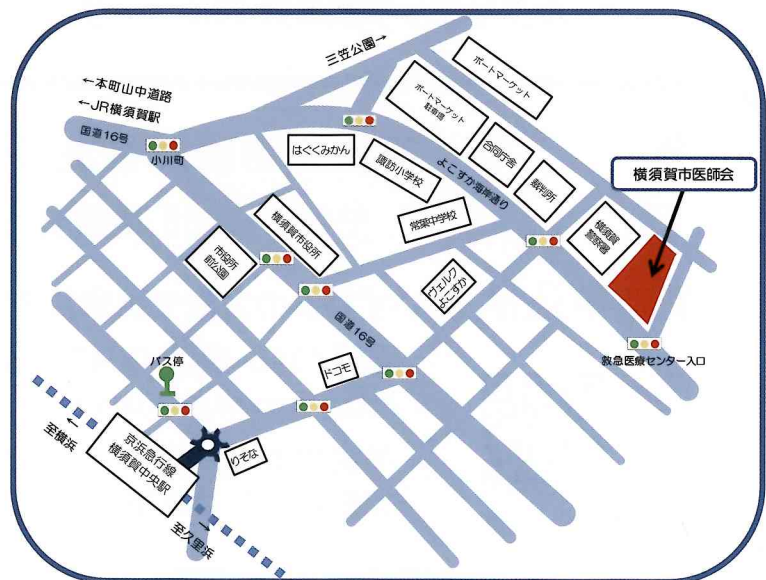 三笠公園→
ポートマーケット
←本町山中道路
←JR横須賀駅
国道16号
小川町
はぐくみかん
諏訪小学校
ポートマーケット
駐車場
合同庁舎
裁判所
よこすか海岸通り
横須賀市医師会
横須賀
警察署
常葉中学校
横須賀市役所
市役所
前公園
ヴェルク
よこすか
国道16号
救急医療センター入口
バス停
ドコモ
りそな
至横浜
←
京浜急行線
横須賀中央駅
→
至久里浜